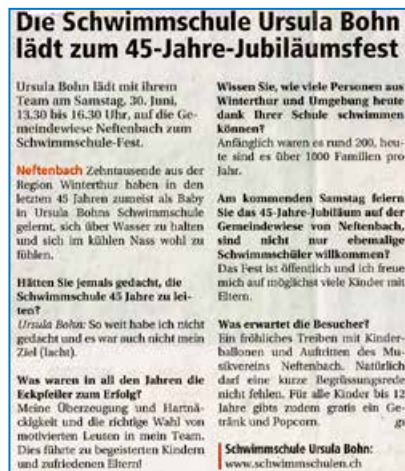 Die Schwimmschule Ursula Bohn
lädt zum 45-Jahre-Jubiläumsfest
Ursula Bohn lädt mit ihrem
Team am Samstag, 30. Juni,
13.30 bis 16.30 Uhr, auf die Ge-
meindewiese Neftenbach zum
Schwimmschule-Fest.
Neftenbach Zehntausende aus der
Region Winterthur haben in den
letzten 45 Jahren zumeist als Baby
in Ursula Bohns Schwimmschule
gelernt, sich über Wasser zu halten
und sich im kühlen Nass wohl zu
fühlen.
Hätten Sie jemals gedacht, die
Schwimmschule 45 Jahre zu lei-
ten?
Ursula Bohn: So weit habe ich nicht
gedacht und es war auch nicht mein
Ziel (lacht).
Was waren in all den Jahren die
Eckpfeiler zum Erfolg?
Meine Überzeugung und Hartnä-
ckigkeit und die richtige Wahl von
motivierten Leuten in mein Team.
Dies führte zu begeisterten Kindern
und zufriedenen Eltern!
Wissen Sie, wie viele Personen aus
Winterthur und Umgebung heute
dank Ihrer Schule schwimmen
können?
Anfänglich waren es rund 200, heu-
te sind es über 1000 Familien pro
Jahr.
Am kommenden Samstag feiern
Sie das 45-Jahre-Jubiläum auf der
Gemeindewiese von Neftenbach,
sind nicht nur ehemalige
Schwimmschüler willkommen?
Das Fest ist öffentlich und ich freue
mich auf möglichst viele Kinder mit
Eltern.
Was erwartet die Besucher?
Ein fröhliches Treiben mit Kinder-
ballonen und Auftritten des Mu-
sikvereins Neftenbach. Natürlich
darf eine kurze Begrüssungsrede
nicht fehlen. Für alle Kinder bis 12
Jahre gibts zudem gratis ein Ge-
tränk und Popcorn.
Schwimmschule Ursula Bohn:
www.schwimmschulen.ch